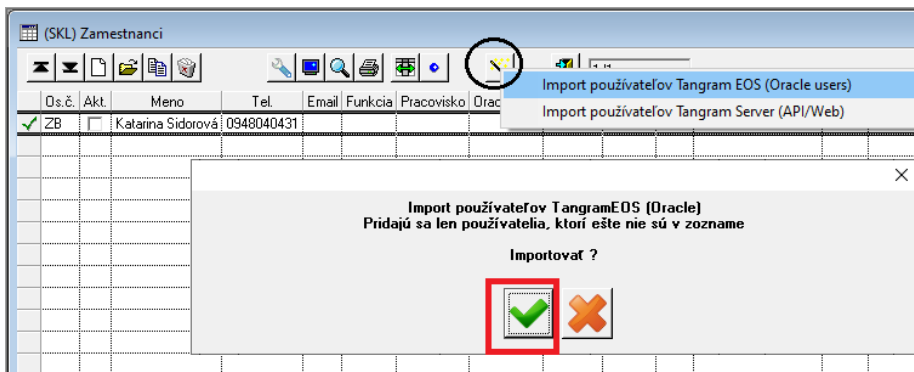 (SKL) Zamestnanci
Import používateľov Tangram EOS (Oracle users)
Import používateľov Tangram Server (API/Web)
Os.č. Akt. Meno Tel. Email Funkcia Pracovisko
ZB Katarina Sidorová 0948040431
Import používateľov TangramEOS (Oracle)
Pridajú sa len používatelia, ktorí ešte nie sú v zozname
Importovať ?